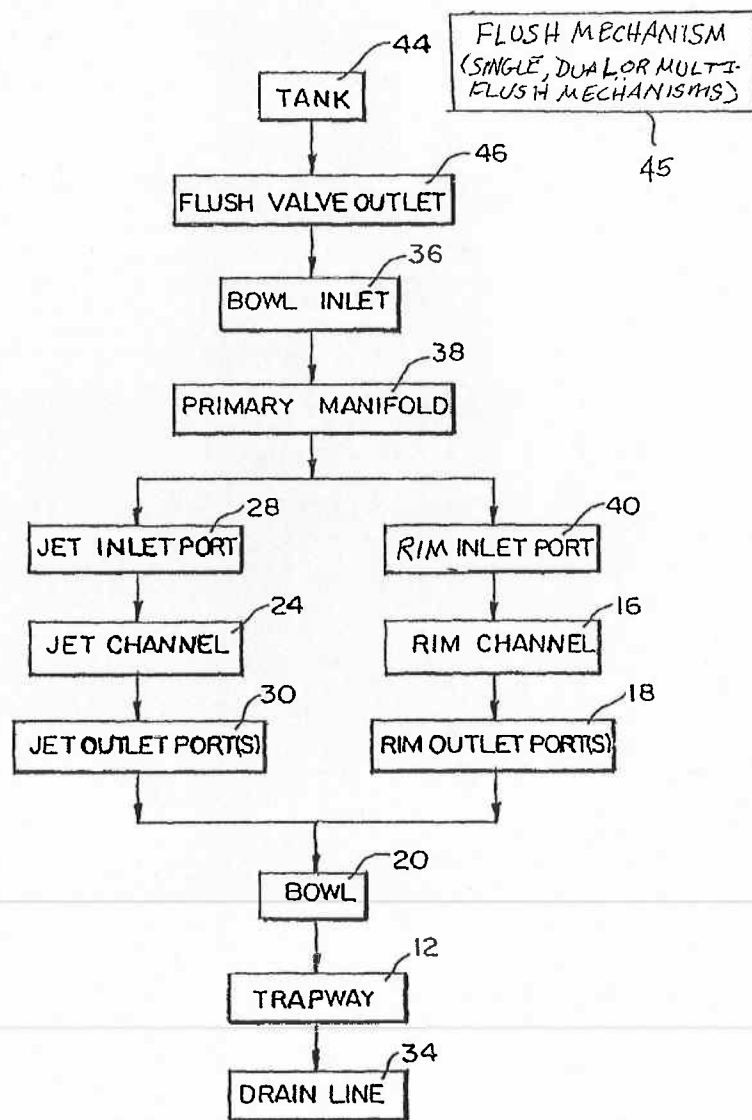 44
FLUSH MECHANISM
(SINGLE, DUAL, OR MULTI-
FLUSH MECHANISMS)
45
TANK
46
FLUSH VALVE OUTLET
36
BOWL INLET
38
PRIMARY MANIFOLD
28
JET INLET PORT
40
RIM INLET PORT
24
JET CHANNEL
16
RIM CHANNEL
30
JET OUTLET PORT(S)
18
RIM OUTLET PORT(S)
20
BOWL
12
TRAPWAY
34
DRAIN LINE